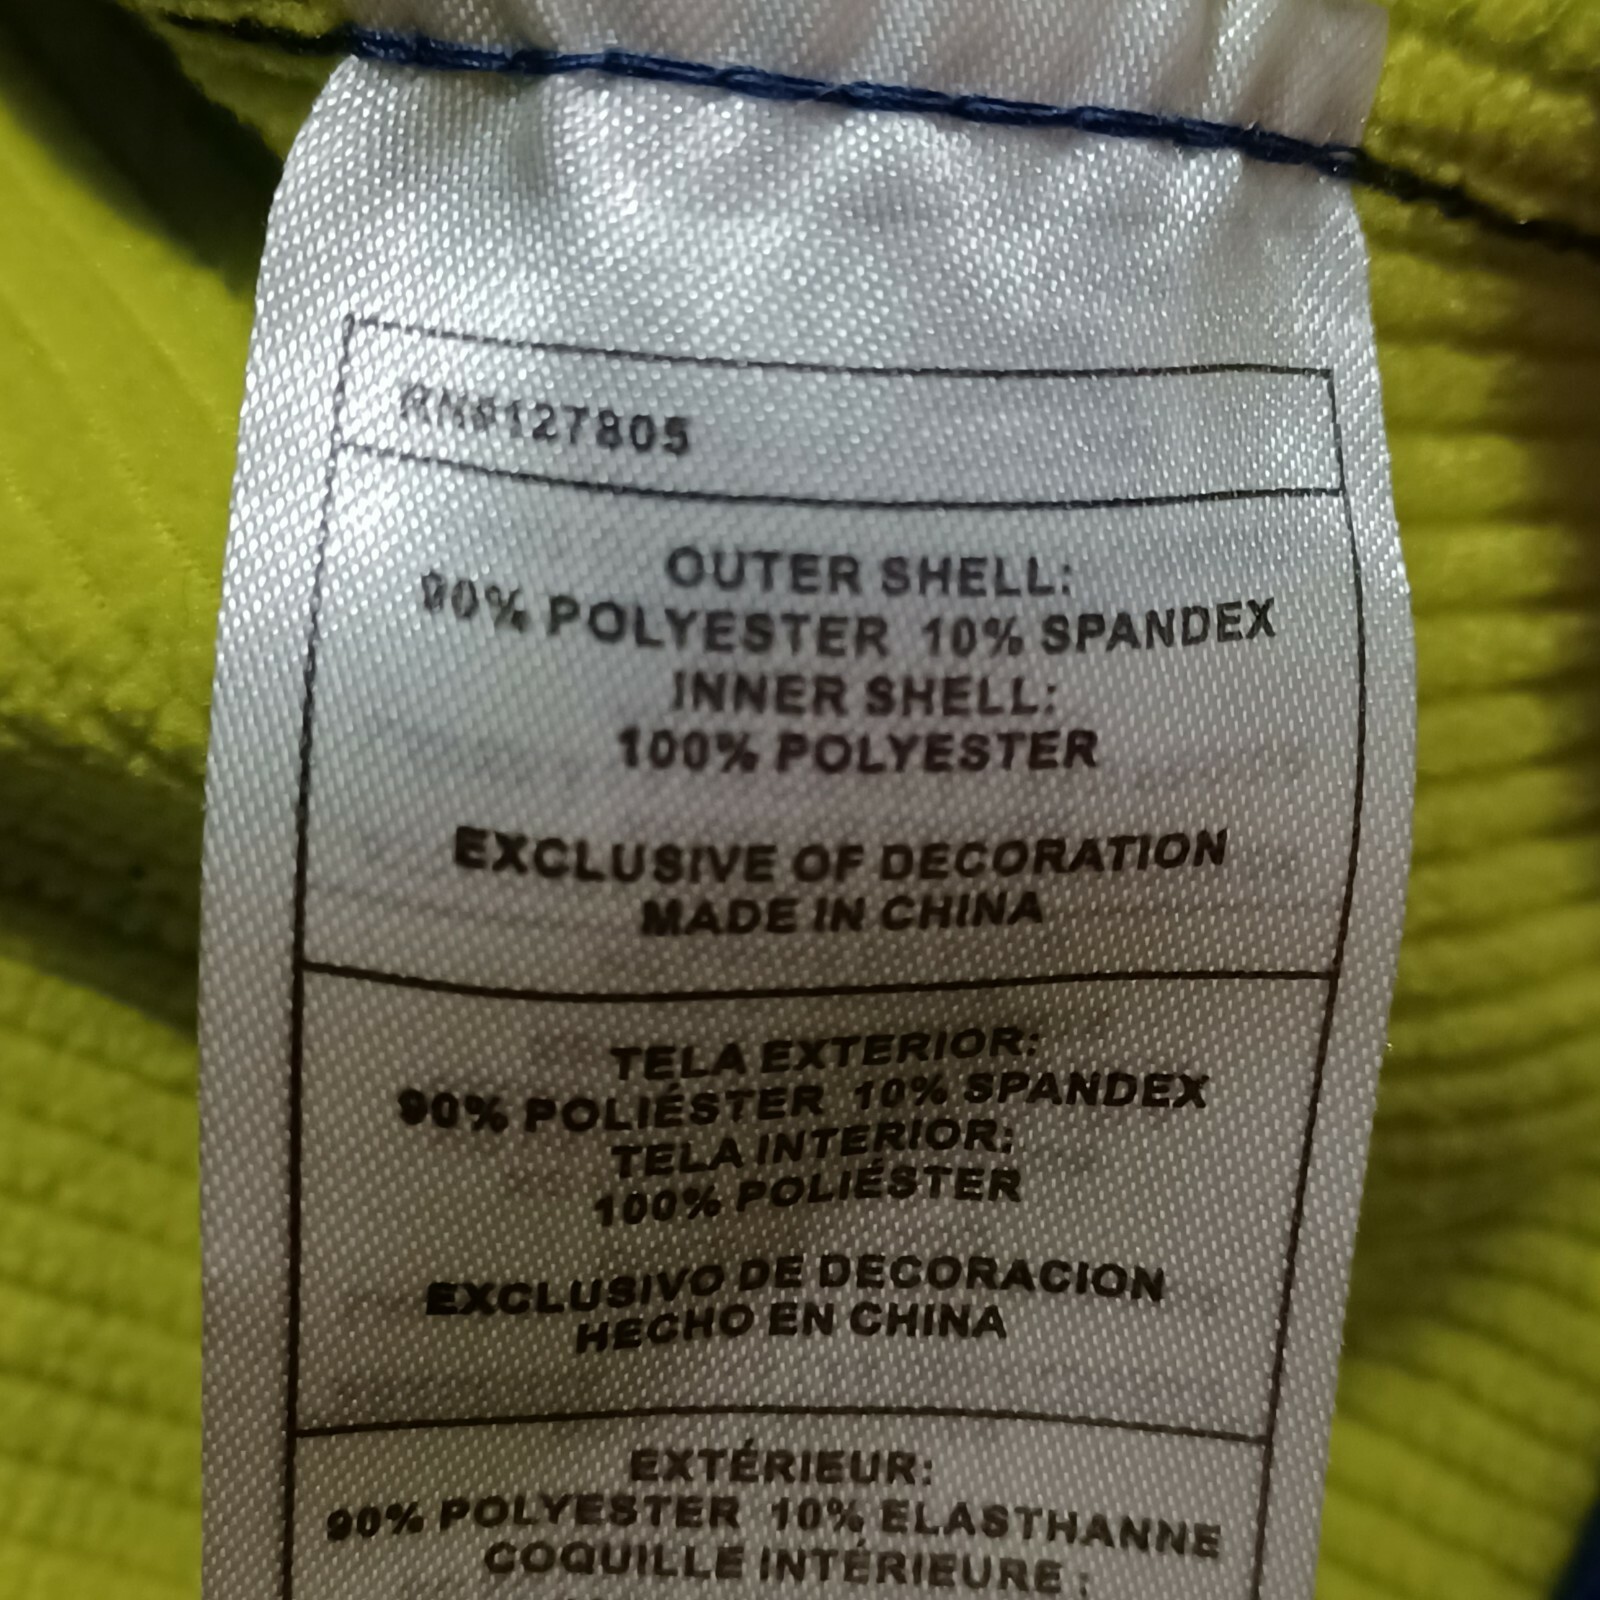 RN#127805
OUTER SHELL:
90% POLYESTER 10% SPANDEX
INNER SHELL:
100% POLYESTER
EXCLUSIVE OF DECORATION
MADE IN CHINA
TELA EXTERIOR:
90% POLIÉSTER 10% SPANDEX
TELA INTERIOR:
100% POLIÉSTER
EXCLUSIVO DE DECORACION
HECHO EN CHINA
EXTÉRIEUR:
90% POLYESTER 10% ELASTHANNE
COQUILLE INTÉRIEURE :